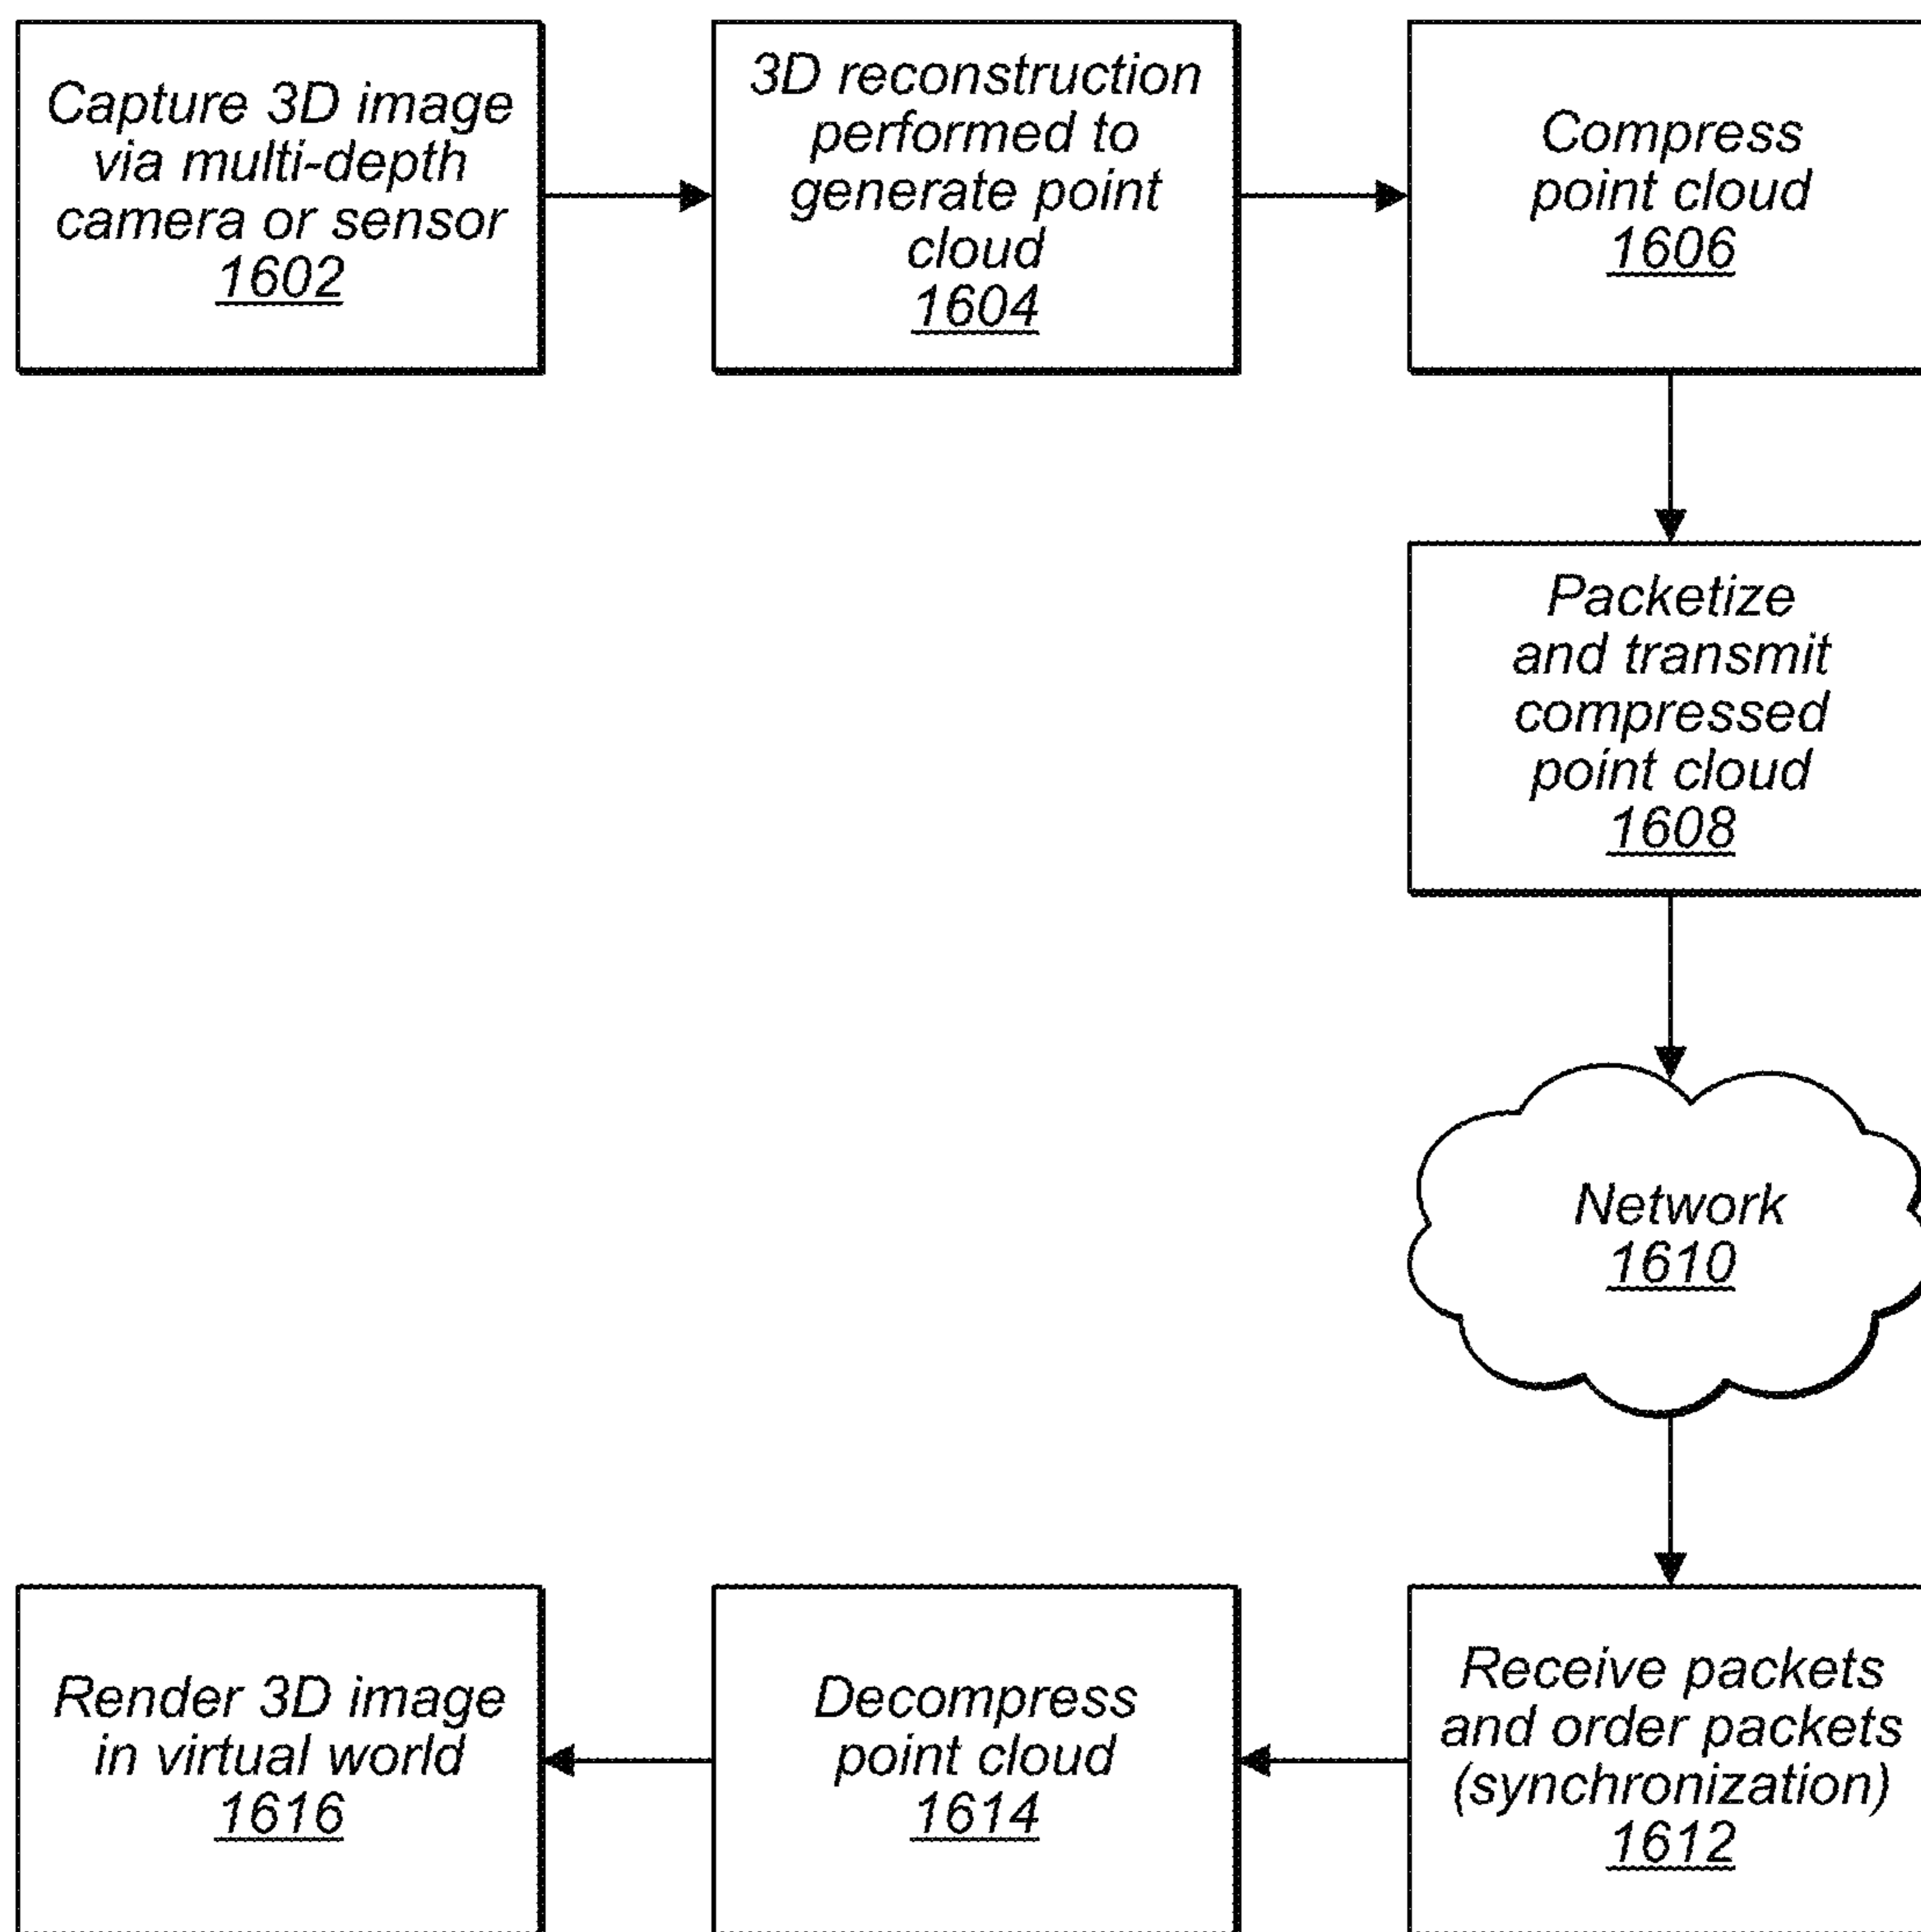 Capture 3D image
via multi-depth
camera or sensor
1602
3D reconstruction
performed to
generate point
cloud
1604
Compress
point cloud
1606
Packetize
and transmit
compressed
point cloud
1608
Network
1610
Receive packets
and order packets
(synchronization)
1612
Decompress
point cloud
1614
Render 3D image
in virtual world
1616